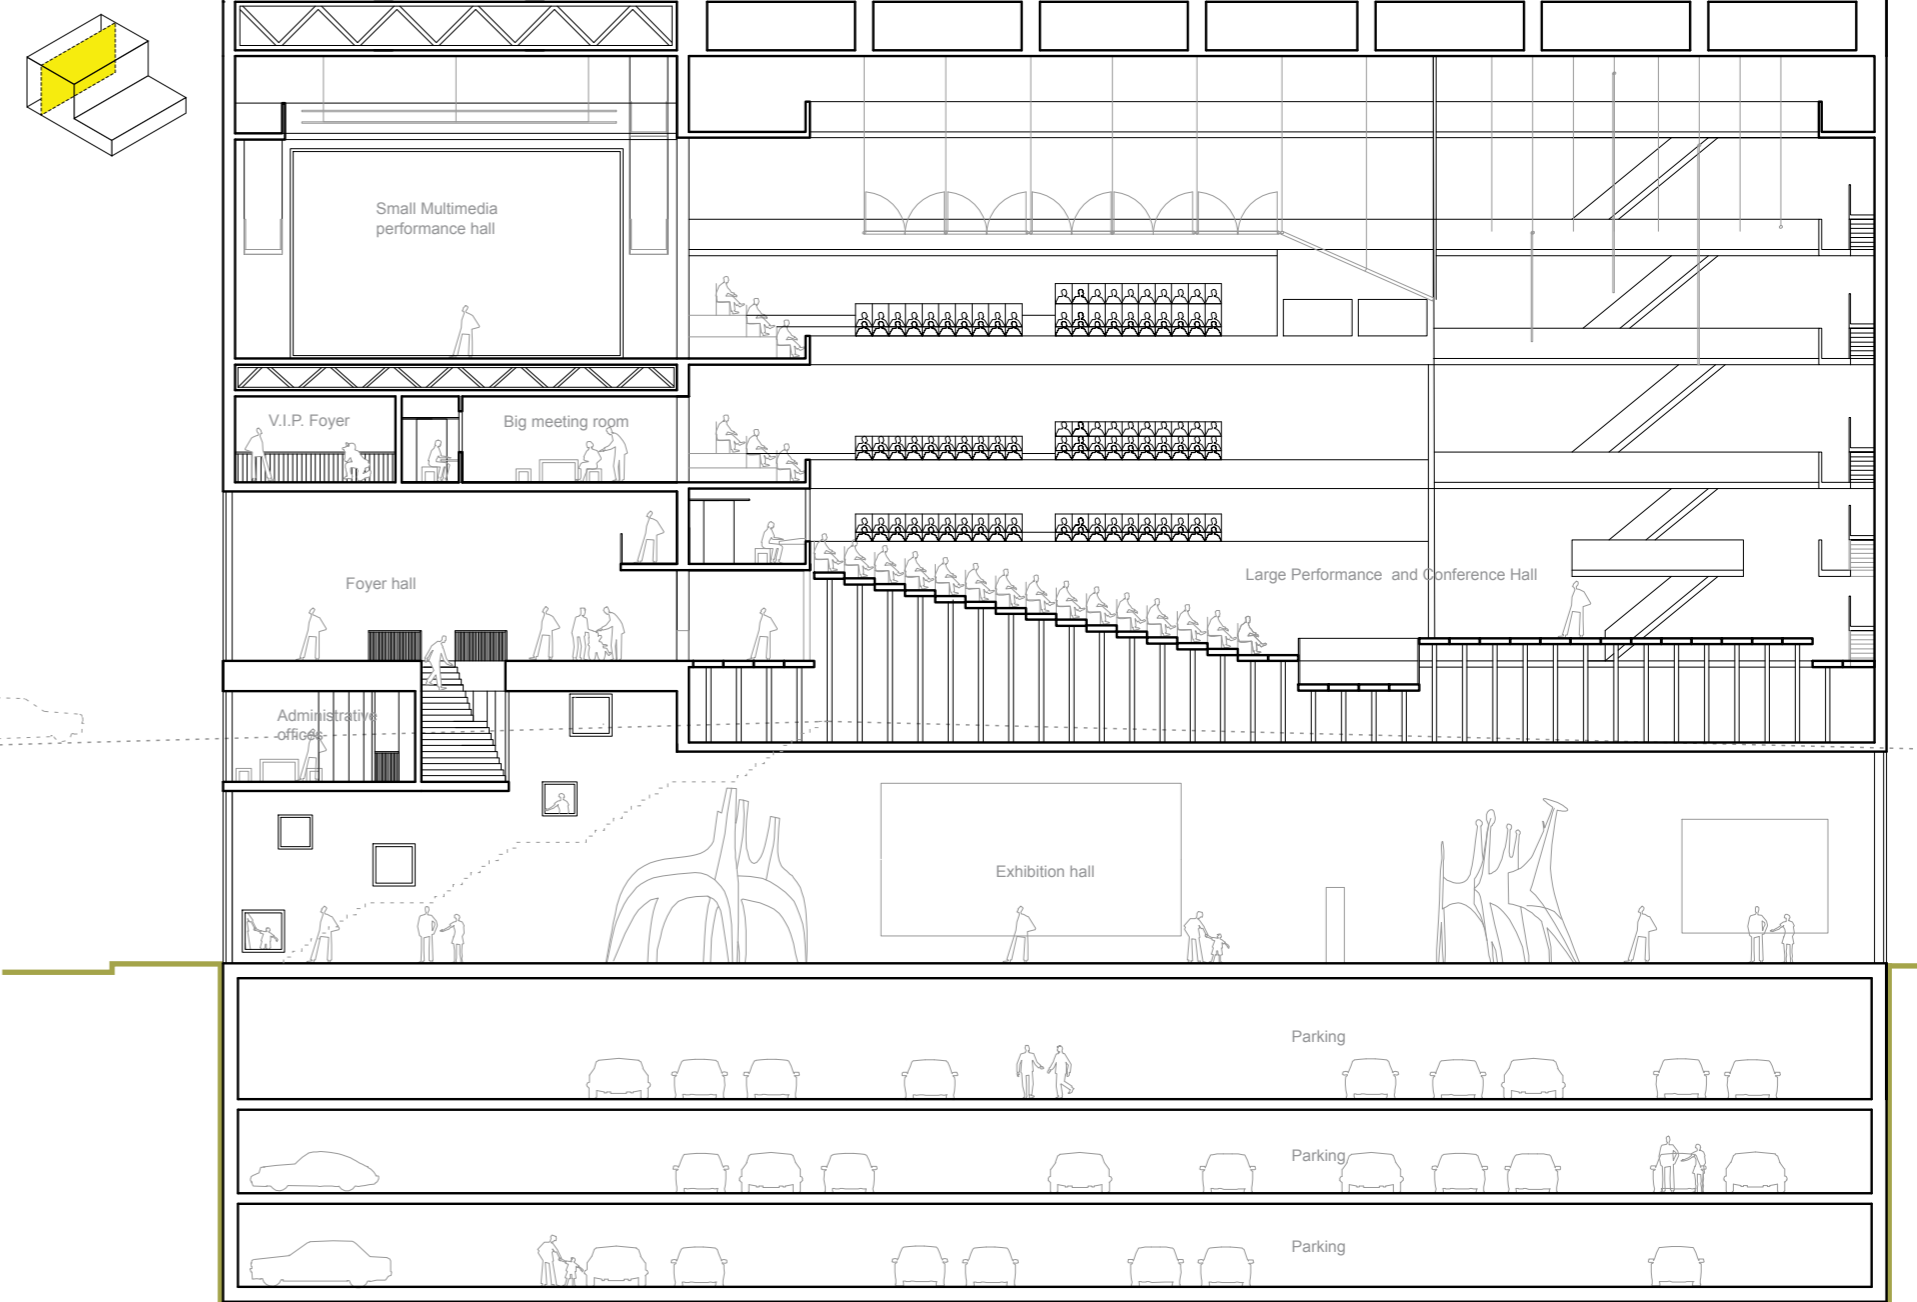 Small Multimedia
performance hall
V.I.P. Foyer
Big meeting room
Foyer hall
Large Performance and Conference Hall
Administrative
offices
Exhibition hall
Parking
Parking
Parking